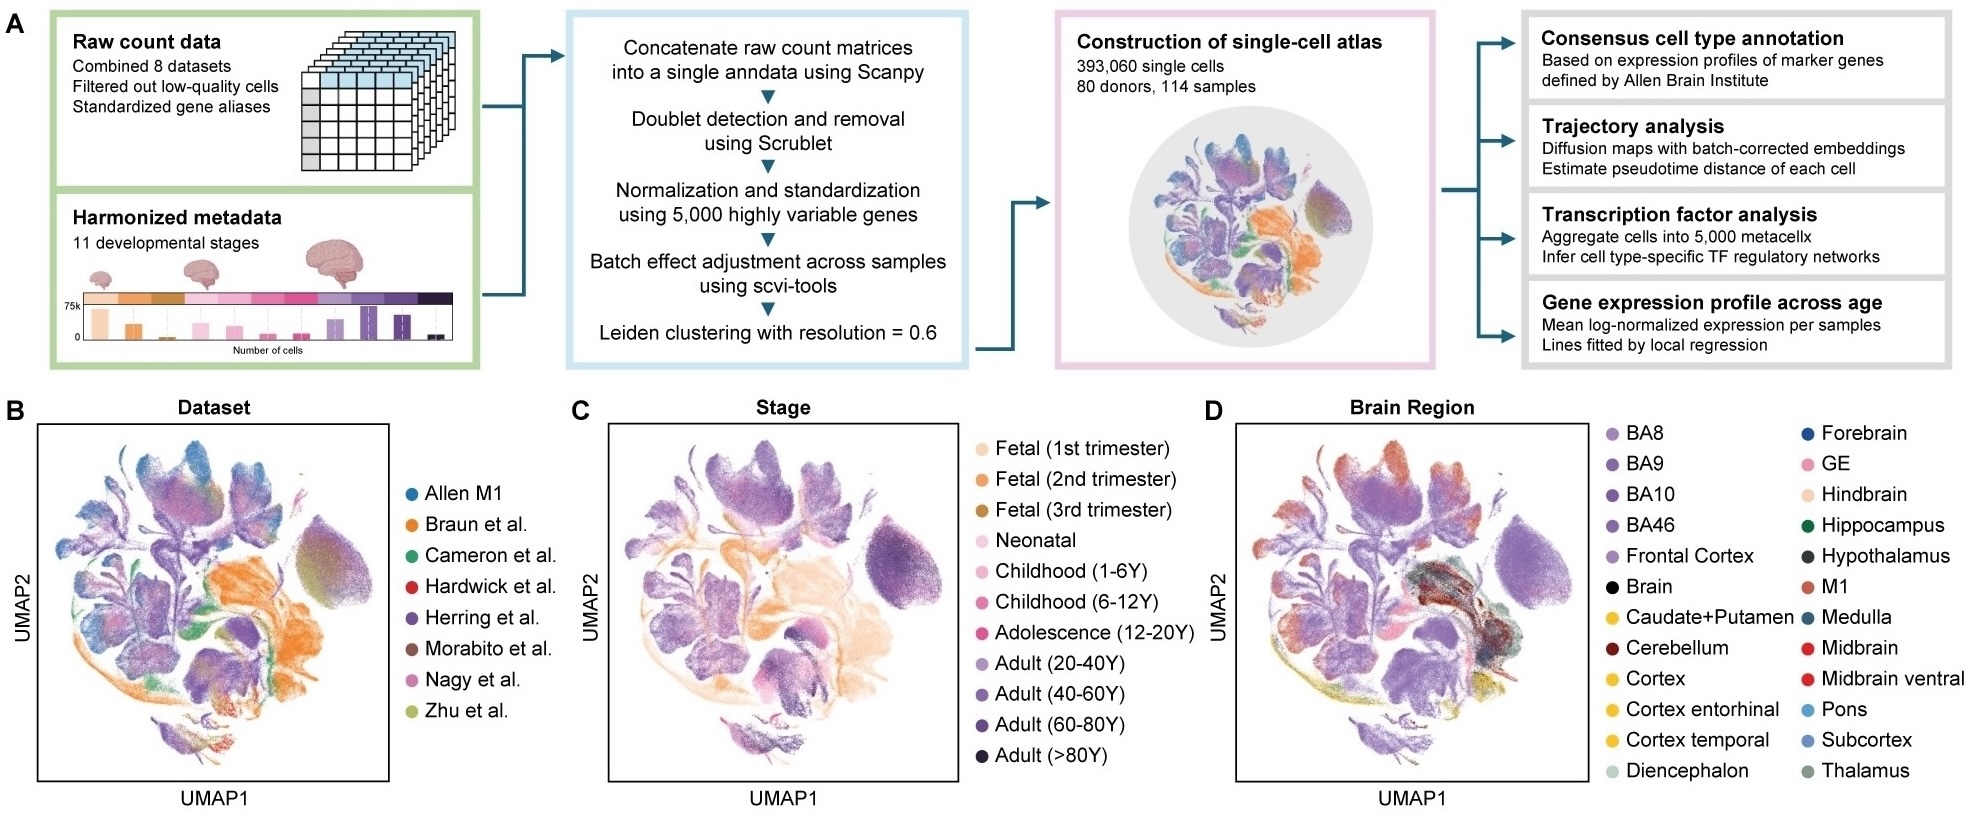 A
Raw count data
Combined 8 datasets
Filtered out low-quality cells
Standardized gene aliases
Harmonized metadata
11 developmental stages
75k
0
Number of cells
Concatenate raw count matrices
into a single anndata using Scanpy
Doublet detection and removal
using Scrublet
Normalization and standardization
using 5,000 highly variable genes
Batch effect adjustment across samples
using scvi-tools
Leiden clustering with resolution = 0.6
Construction of single-cell atlas
393,060 single cells
80 donors, 114 samples
Consensus cell type annotation
Based on expression profiles of marker genes
defined by Allen Brain Institute
Trajectory analysis
Diffusion maps with batch-corrected embeddings
Estimate pseudotime distance of each cell
Transcription factor analysis
Aggregate cells into 5,000 metacellx
Infer cell type-specific TF regulatory networks
Gene expression profile across age
Mean log-normalized expression per samples
Lines fitted by local regression
B
Dataset
UMAP2
UMAP1
Allen M1
Braun et al.
Cameron et al.
Hardwick et al.
Herring et al.
Morabito et al.
Nagy et al.
Zhu et al.
C
Stage
UMAP2
UMAP1
Fetal (1st trimester)
Fetal (2nd trimester)
Fetal (3rd trimester)
Neonatal
Childhood (1-6Y)
Childhood (6-12Y)
Adolescence (12-20Y)
Adult (20-40Y)
Adult (40-60Y)
Adult (60-80Y)
Adult (>80Y)
D
Brain Region
UMAP2
UMAP1
BA8
BA9
BA10
BA46
Frontal Cortex
Brain
Caudate+Putamen
Cerebellum
Cortex
Cortex entorhinal
Cortex temporal
Diencephalon
Forebrain
GE
Hindbrain
Hippocampus
Hypothalamus
M1
Medulla
Midbrain
Midbrain ventral
Pons
Subcortex
Thalamus